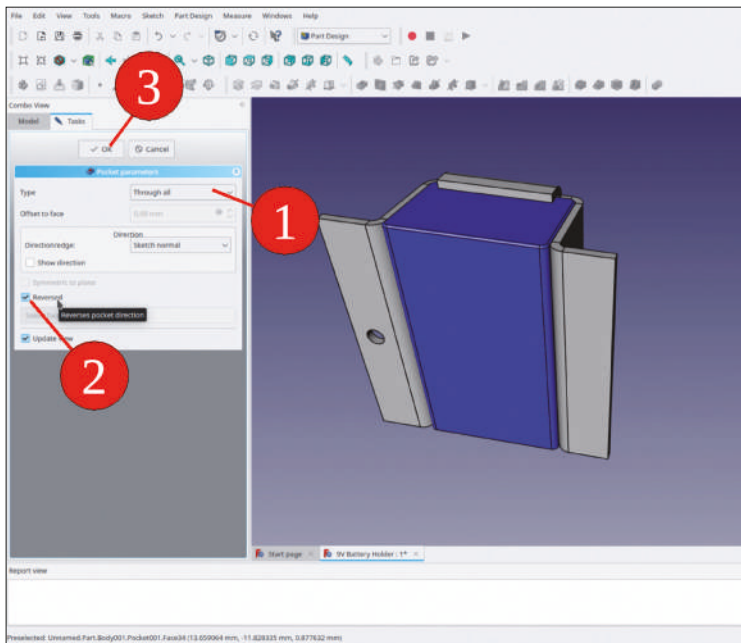 File Edit View Tools Macro Sketch Part Design Measure Windows Help
Part Design
Combo View
Model Tasks
3
OK Cancel
Pocket parameters
Type Through all
1
Offset to face 0.00 mm
Direction
Direction/edge: Sketch normal
Show direction
Symmetric to plane
Reversed
Reverses pocket direction
Update view
2
Start page 9V Battery Holder : 1*
Report view
Preselected: Unnamed.Part.Body001.Pocket001.Face34 (13.659964 mm, -11.828335 mm, 0.877632 mm)